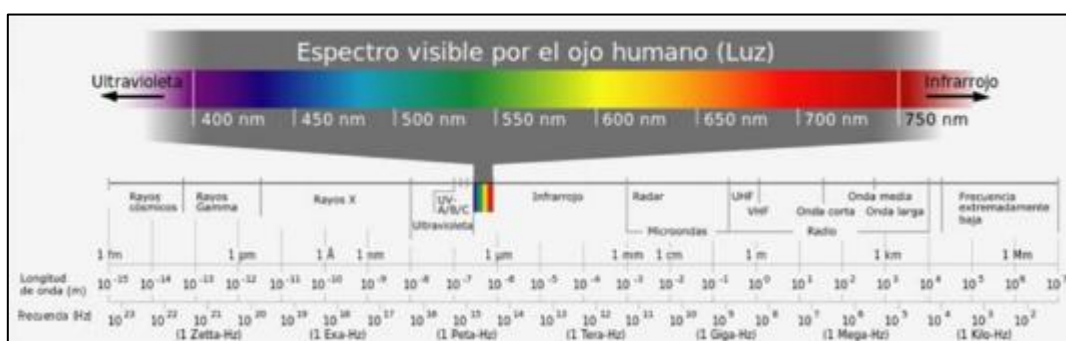 Espectro visible por el ojo humano (Luz)
Ultravioleta
Infrarrojo
400 nm 450 nm 500 nm 550 nm 600 nm 650 nm 700 nm 750 nm
Rayos cósmicos
Rayos Gamma
Rayos X
UV-A/B/C
Ultravioleta
Infrarrojo
Radar
Microondas
UHF
VHF
Onda media
Onda corta
Onda larga
Radio
Frecuencia extremadamente baja
1 fm 1 pm 1 Å 1 nm 1 µm 1 mm 1 cm 1 m 1 km 1 Mm
Longitud de onda (m) 10⁻¹⁵ 10⁻¹⁴ 10⁻¹³ 10⁻¹² 10⁻¹¹ 10⁻¹⁰ 10⁻⁹ 10⁻⁸ 10⁻⁷ 10⁻⁶ 10⁻⁵ 10⁻⁴ 10⁻³ 10⁻² 10⁻¹ 10⁰ 10¹ 10² 10³ 10⁴ 10⁵ 10⁶ 10⁷
Frecuencia (Hz) 10²³ 10²² 10²¹ 10²⁰ 10¹⁹ 10¹⁸ 10¹⁷ 10¹⁶ 10¹⁵ 10¹⁴ 10¹³ 10¹² 10¹¹ 10¹⁰ 10⁹ 10⁸ 10⁷ 10⁶ 10⁵ 10⁴ 10³ 10²
(1 Zetta-Hz) (1 Exa-Hz) (1 Peta-Hz) (1 Tera-Hz) (1 Giga-Hz) (1 Mega-Hz) (1 Kilo-Hz)